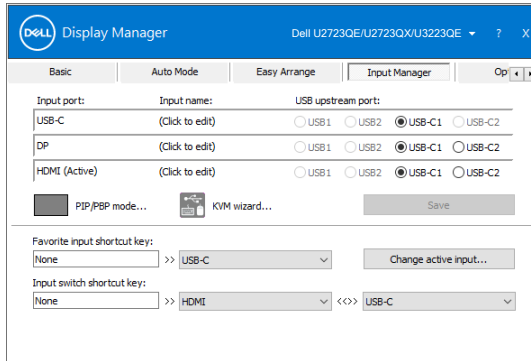 DELL Display Manager Dell U2723QE/U2723QX/U3223QE ? X
Basic Auto Mode Easy Arrange Input Manager Op
Input port: Input name: USB upstream port:
USB-C (Click to edit) USB1 USB2 USB-C1 USB-C2
DP (Click to edit) USB1 USB2 USB-C1 USB-C2
HDMI (Active) (Click to edit) USB1 USB2 USB-C1 USB-C2
PIP/PBP mode... KVM wizard... Save
Favorite input shortcut key:
None >> USB-C Change active input...
Input switch shortcut key:
None >> HDMI <<>> USB-C